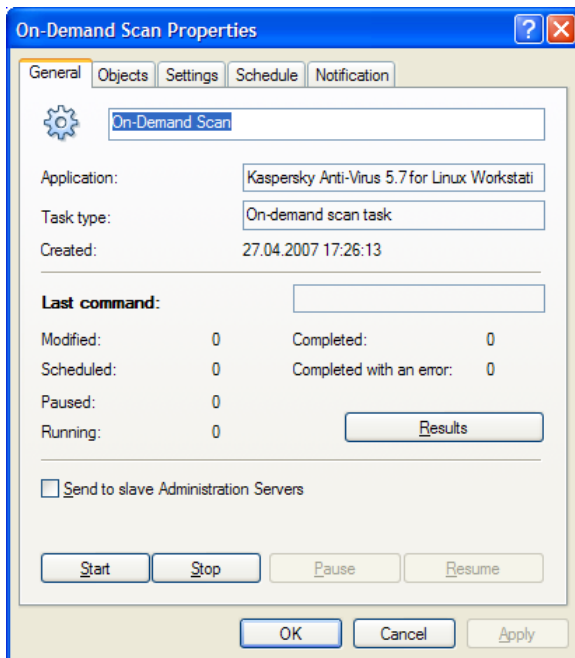 On-Demand Scan Properties
General Objects Settings Schedule Notification
On-Demand Scan
Application: Kaspersky Anti-Virus 5.7 for Linux Workstati
Task type: On-demand scan task
Created: 27.04.2007 17:26:13
Last command:
Modified: 0 Completed: 0
Scheduled: 0 Completed with an error: 0
Paused: 0
Running: 0 Results
Send to slave Administration Servers
Start Stop Pause Resume
OK Cancel Apply